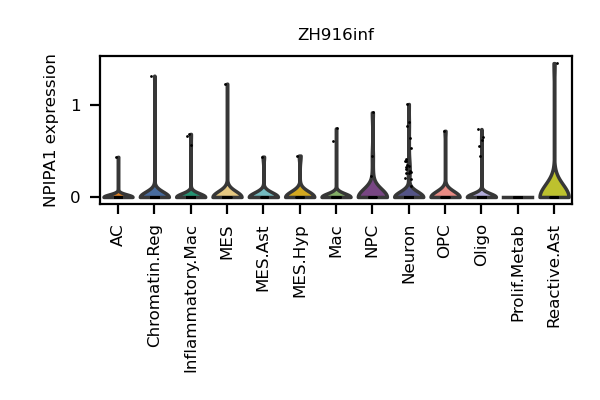 ZH916inf
NPIPA1 expression
1
0
AC
Chromatin.Reg
Inflammatory.Mac
MES
MES.Ast
MES.Hyp
Mac
NPC
Neuron
OPC
Oligo
Prolif.Metab
Reactive.Ast